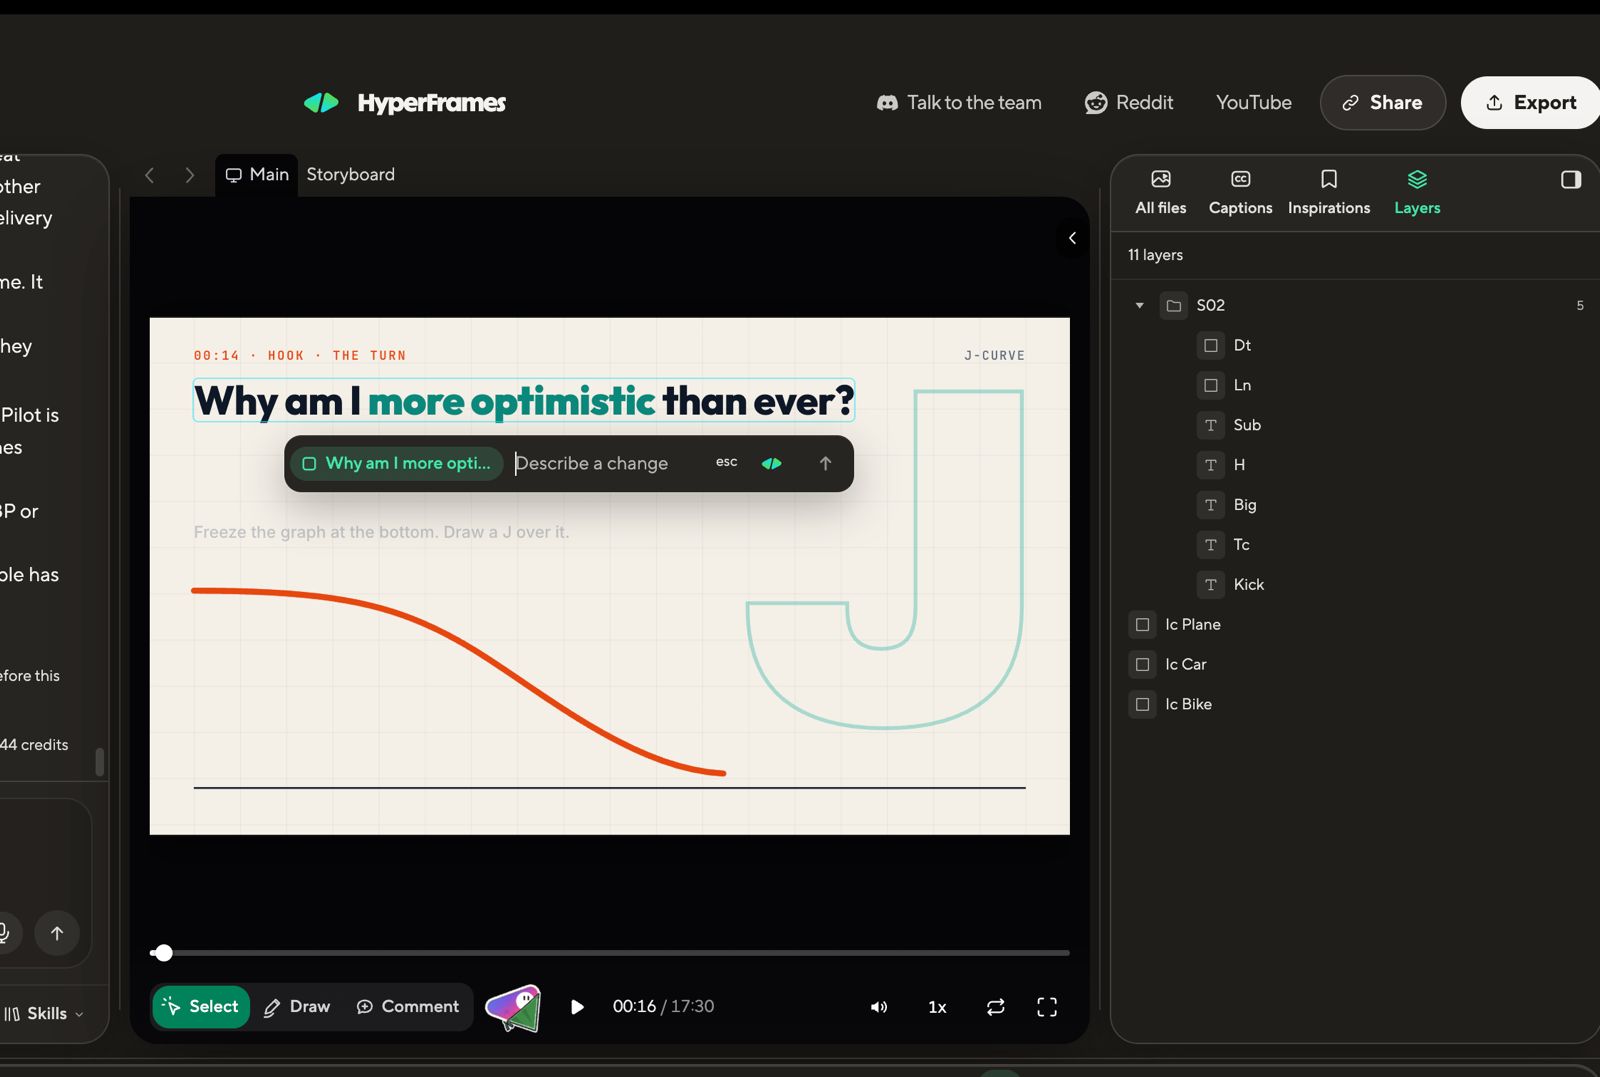 HyperFrames
Talk to the team
Reddit
YouTube
Share
Export
other
elivery
me. It
hey
Pilot is
nes
BP or
ole has
efore this
44 credits
Skills
Main
Storyboard
00:14 · HOOK · THE TURN
J-CURVE
Why am I more optimistic than ever?
Why am I more opti...
Describe a change
esc
Freeze the graph at the bottom. Draw a J over it.
J
Select
Draw
Comment
00:16 / 17:30
1x
All files
CC
Captions
Inspirations
Layers
11 layers
S02
5
Dt
Ln
T
Sub
T
H
T
Big
T
Tc
T
Kick
Ic Plane
Ic Car
Ic Bike